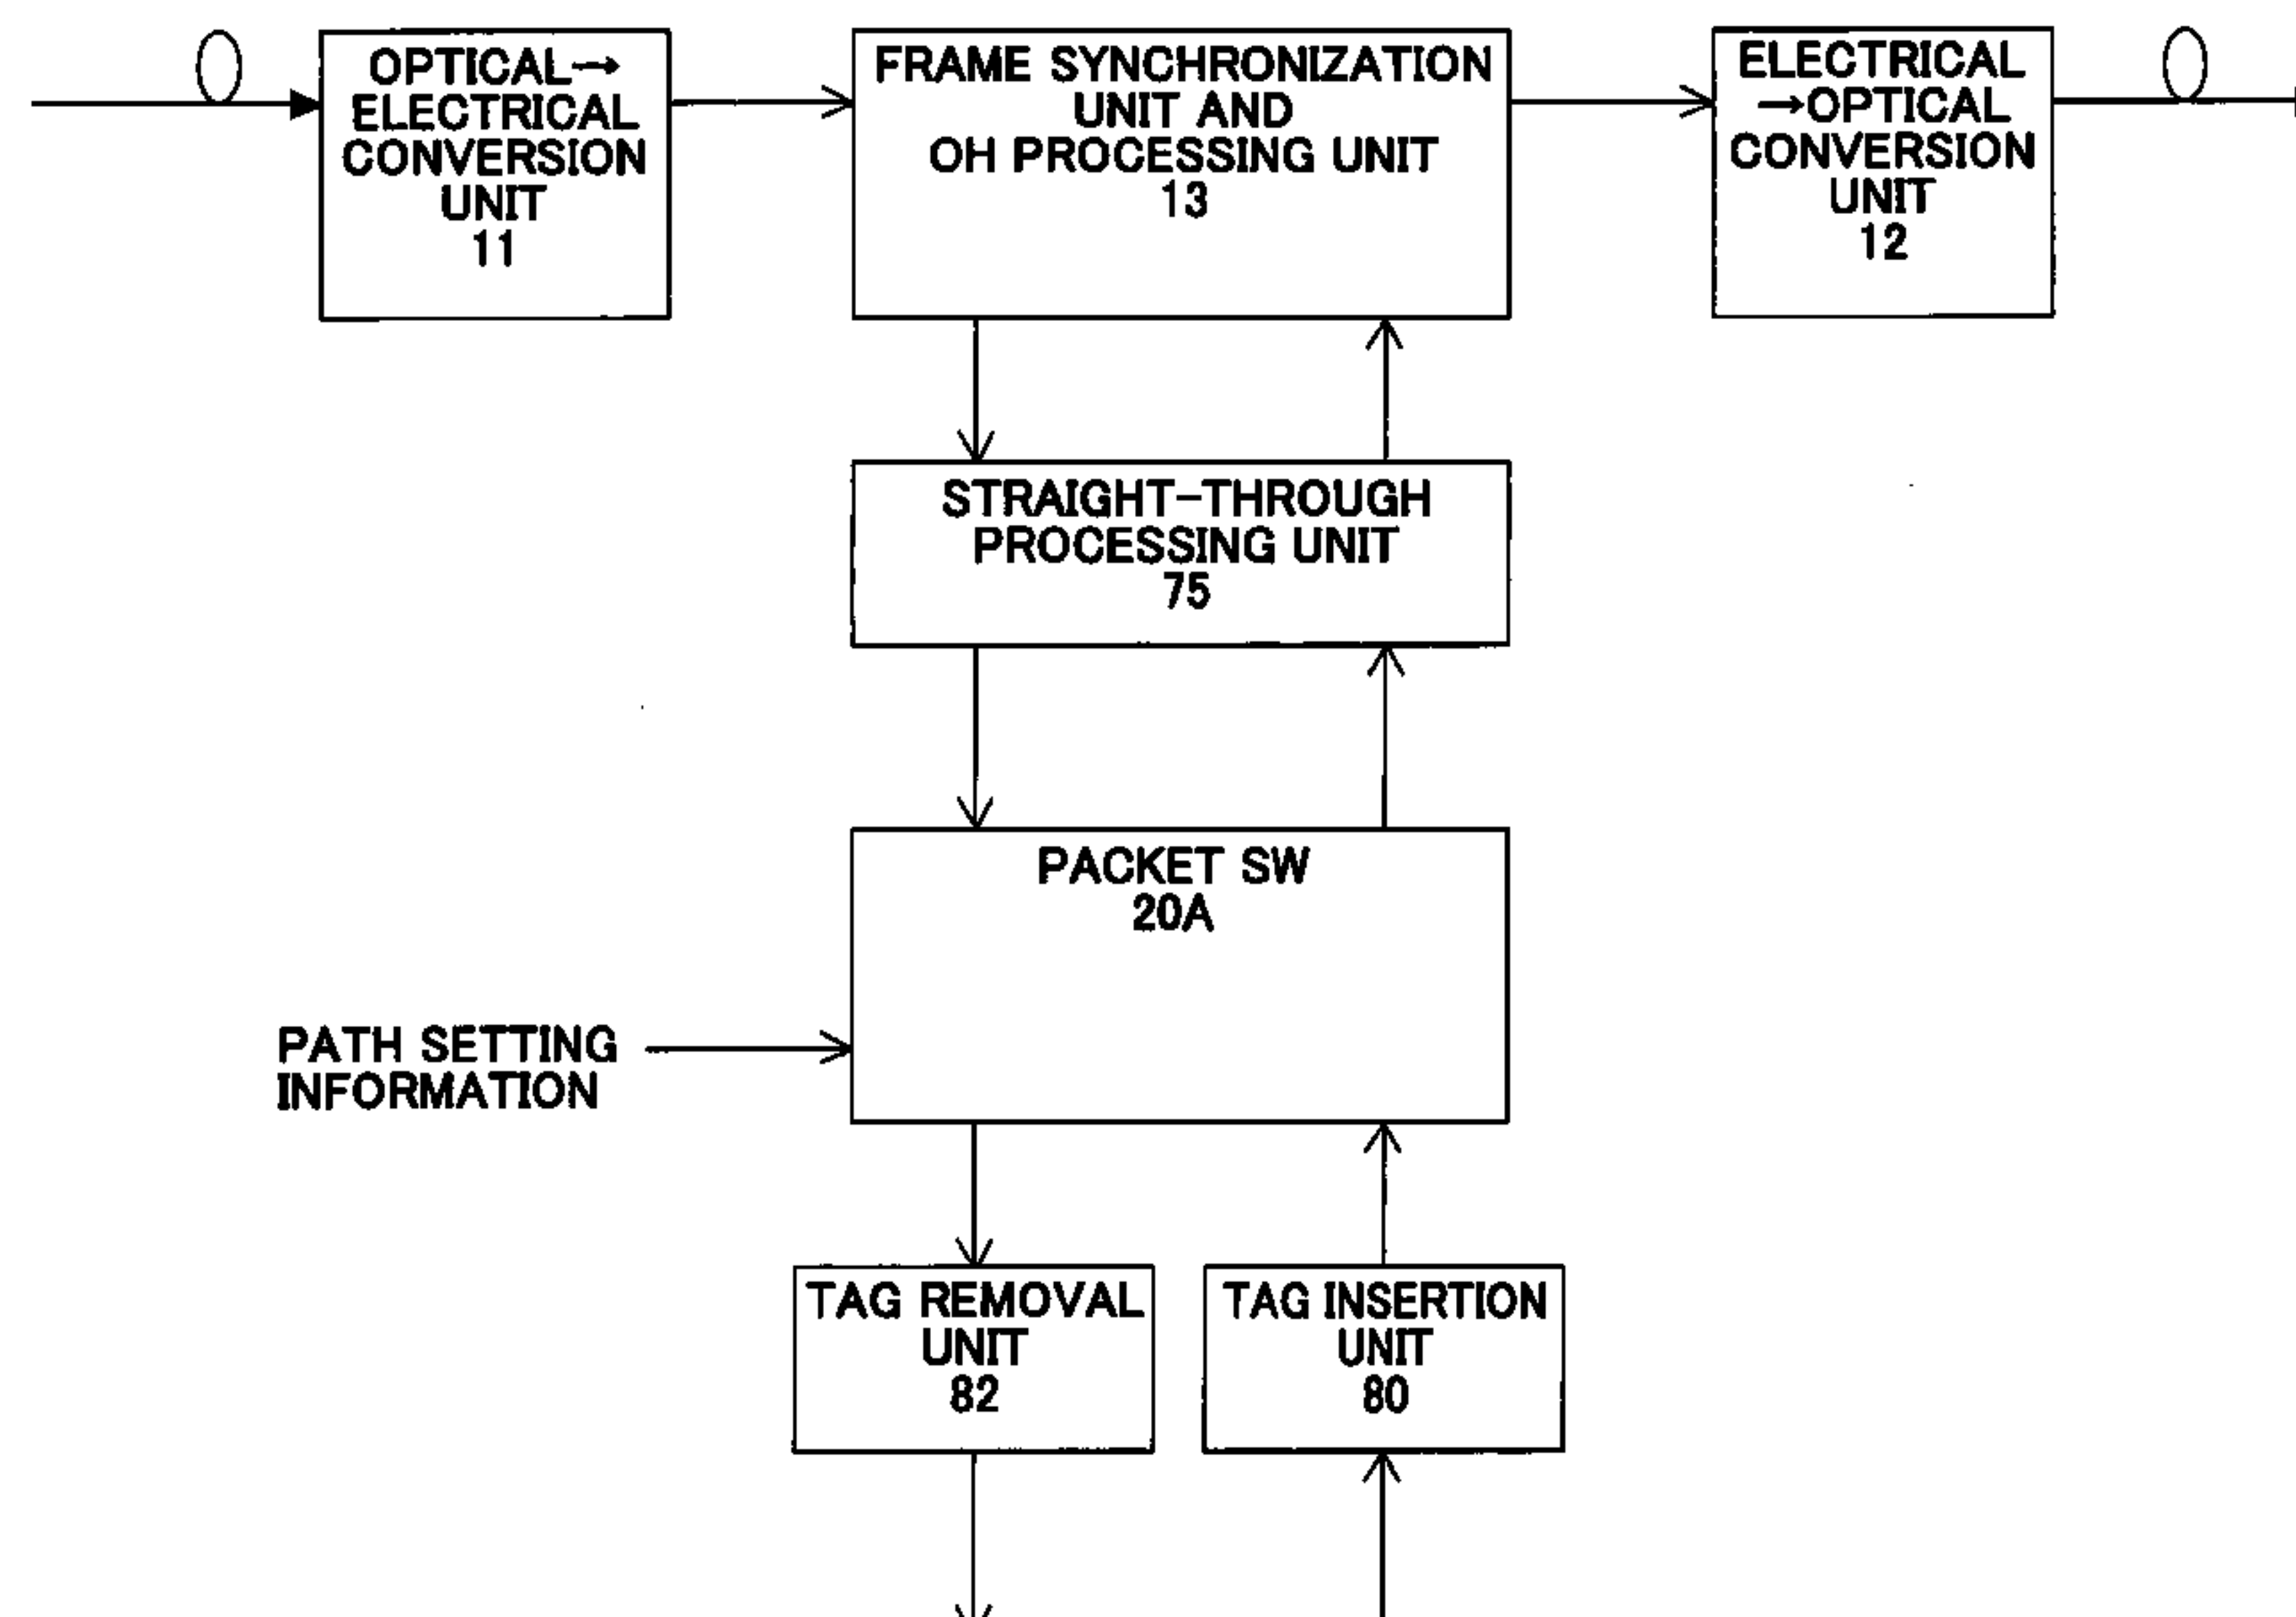 OPTICAL→
ELECTRICAL
CONVERSION
UNIT
11
FRAME SYNCHRONIZATION
UNIT AND
OH PROCESSING UNIT
13
ELECTRICAL
→OPTICAL
CONVERSION
UNIT
12
STRAIGHT-THROUGH
PROCESSING UNIT
75
PACKET SW
20A
PATH SETTING
INFORMATION
TAG REMOVAL
UNIT
82
TAG INSERTION
UNIT
80